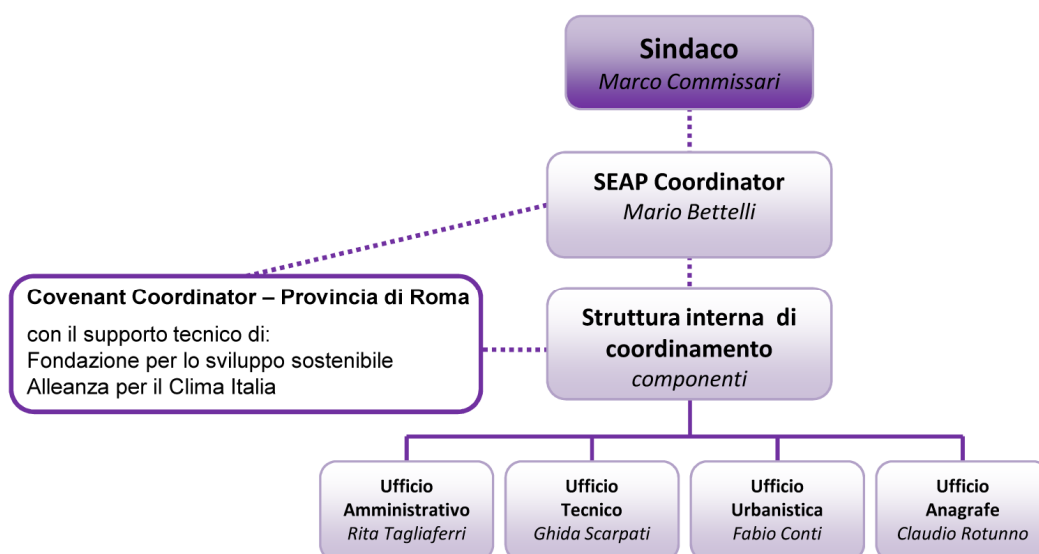 Sindaco
Marco Commissari
SEAP Coordinator
Mario Bettelli
Covenant Coordinator – Provincia di Roma
con il supporto tecnico di:
Fondazione per lo sviluppo sostenibile
Alleanza per il Clima Italia
Struttura interna di
coordinamento
componenti
Ufficio
Amministrativo
Rita Tagliaferri
Ufficio
Tecnico
Ghida Scarpati
Ufficio
Urbanistica
Fabio Conti
Ufficio
Anagrafe
Claudio Rotunno